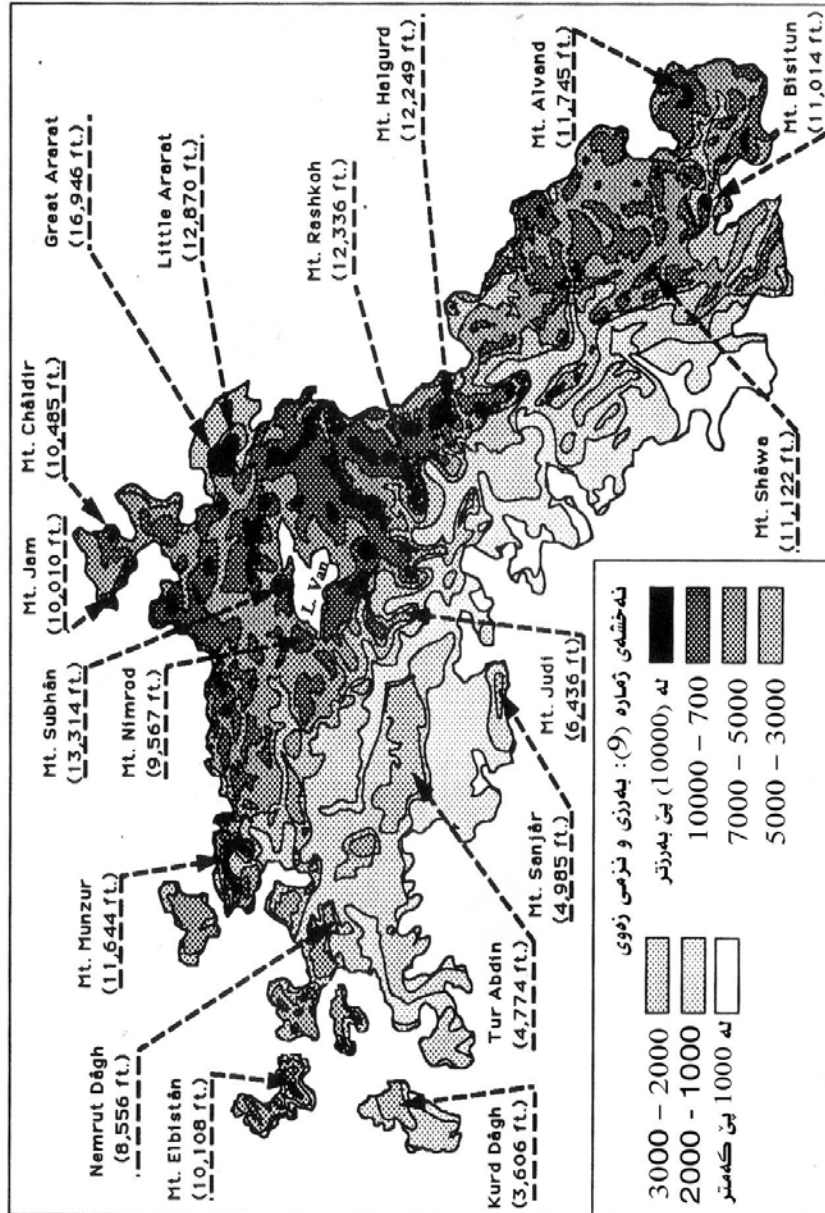 Nemrut Dâgh
(8,556 ft.)
Mt. Elbistân
(10,108 ft.)
Mt. Munzur
(11,644 ft.)
Mt. Subhân
(13,314 ft.)
Mt. Nimrod
(9,567 ft.)
Mt. Jam
(10,010 ft.)
Mt. Châldir
(10,485 ft.)
Great Ararat
(16,946 ft.)
Little Ararat
(12,870 ft.)
Mt. Rashkoh
(12,336 ft.)
Mt. Halgurd
(12,249 ft.)
Mt. Alvand
(11,745 ft.)
Mt. Bisitun
(11,014 ft.)
L. Van
Kurd Dâgh
(3,606 ft.)
Tur Abdin
(4,774 ft.)
Mt. Sanjâr
(4,985 ft.)
Mt. Judi
(6,436 ft.)
Mt. Shâwa
(11,122 ft.)
نەخشەی ژمارە (9): بەرزی و نزمی زەوی
لە (10000) پێ بەرزتر
10000 – 700
7000 – 5000
5000 – 3000
3000 – 2000
2000 - 1000
لە 1000 پێ کەمتر